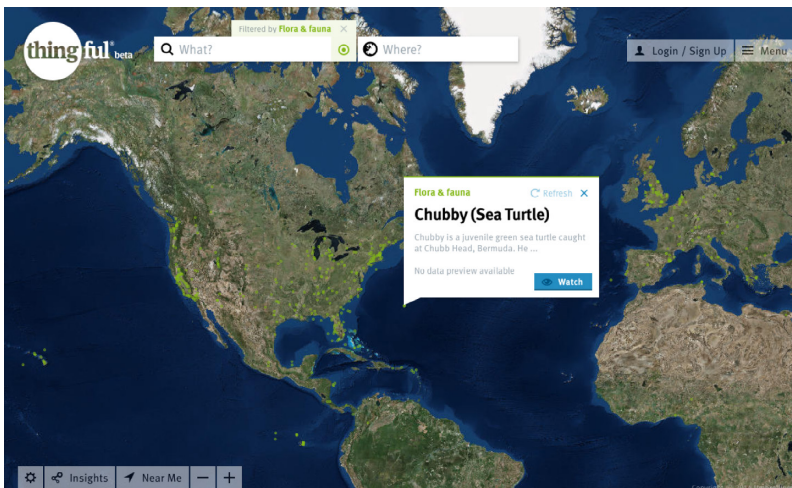 Filtered by Flora & fauna ×
thingful® beta
What?
Where?
Login / Sign Up
Menu
Flora & fauna
Refresh ×
Chubby (Sea Turtle)
Chubby is a juvenile green sea turtle caught
at Chubb Head, Bermuda. He ...
No data preview available
Watch
Insights
Near Me
− +